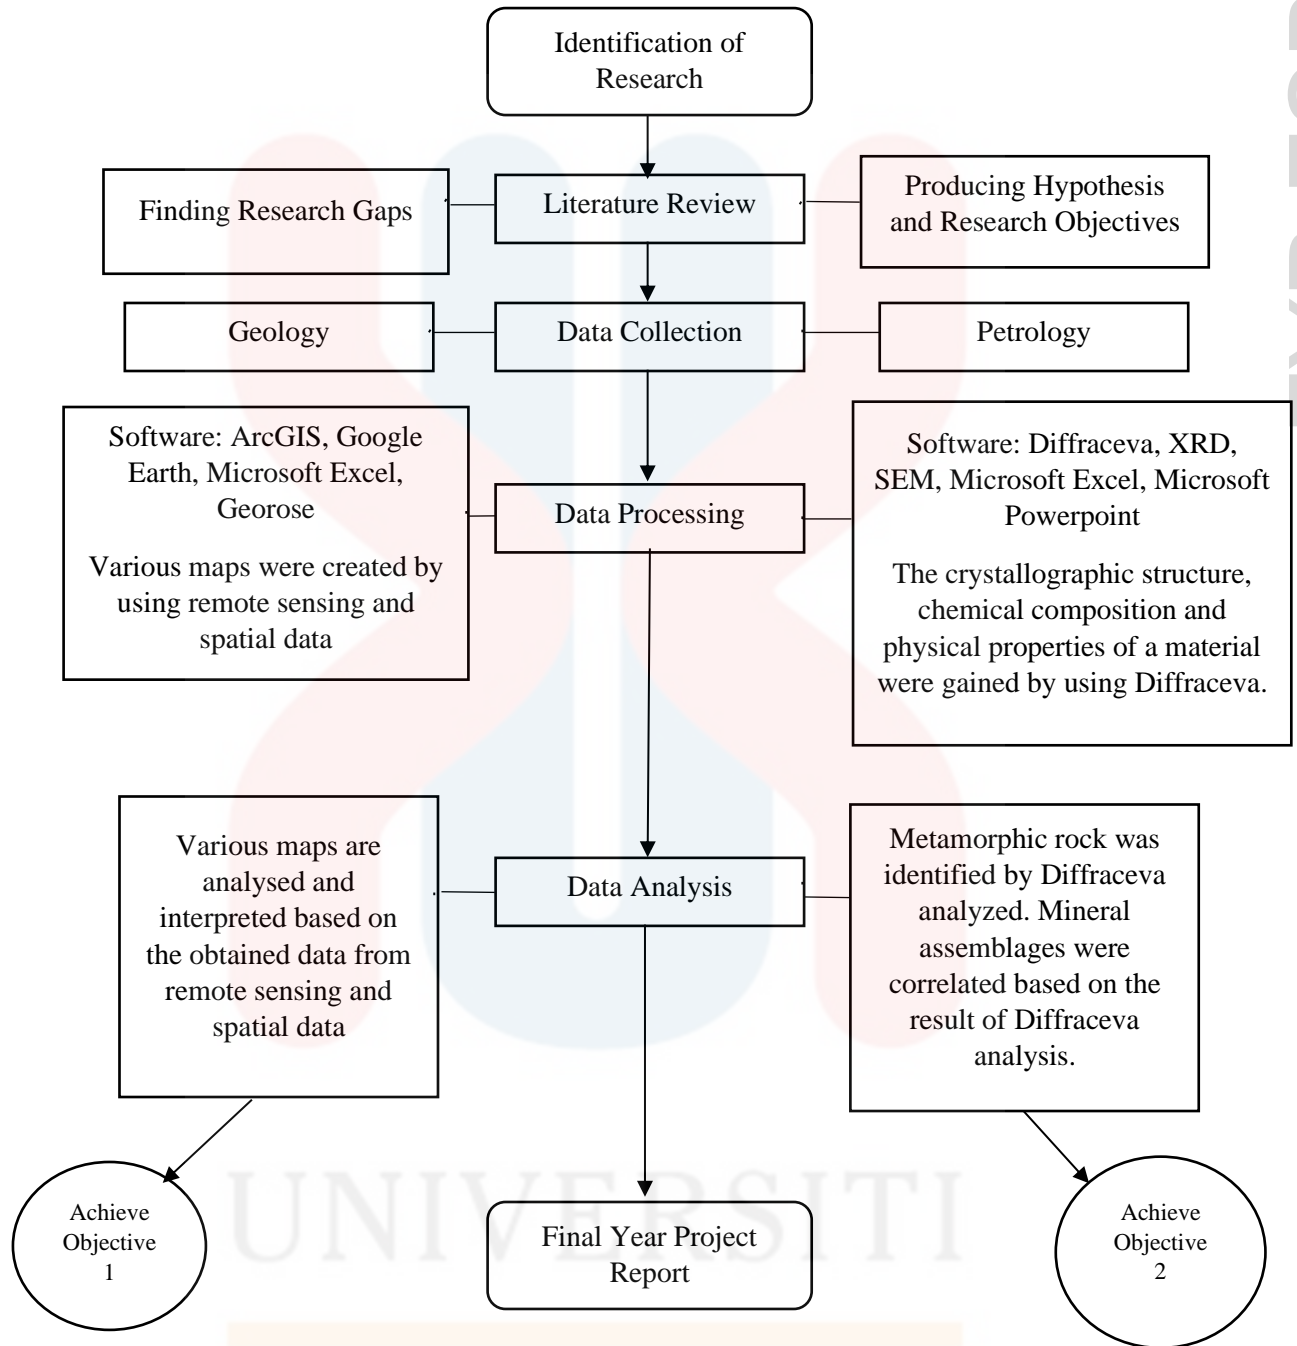 Identification of
Research
Finding Research Gaps
Literature Review
Producing Hypothesis
and Research Objectives
Geology
Data Collection
Petrology
Software: ArcGIS, Google
Earth, Microsoft Excel,
Georose
Various maps were created by
using remote sensing and
spatial data
Data Processing
Software: Diffraceva, XRD,
SEM, Microsoft Excel, Microsoft
Powerpoint
The crystallographic structure,
chemical composition and
physical properties of a material
were gained by using Diffraceva.
Various maps are
analysed and
interpreted based on
the obtained data from
remote sensing and
spatial data
Data Analysis
Metamorphic rock was
identified by Diffraceva
analyzed. Mineral
assemblages were
correlated based on the
result of Diffraceva
analysis.
Achieve
Objective
1
Final Year Project
Report
Achieve
Objective
2
UNIVERSITI